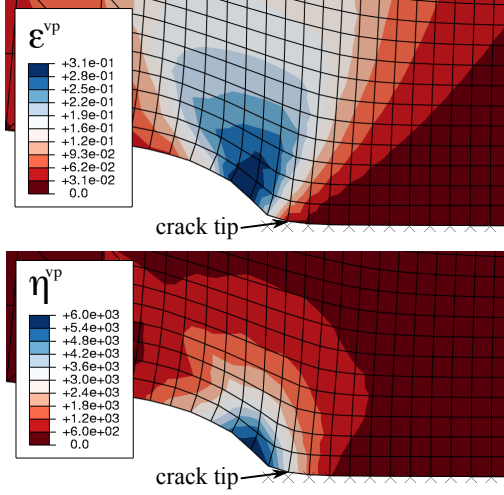 εvp
+3.1e-01
+2.8e-01
+2.5e-01
+2.2e-01
+1.9e-01
+1.6e-01
+1.2e-01
+9.3e-02
+6.2e-02
+3.1e-02
0.0
crack tip
ηvp
+6.0e+03
+5.4e+03
+4.8e+03
+4.2e+03
+3.6e+03
+3.0e+03
+2.4e+03
+1.8e+03
+1.2e+03
+6.0e+02
0.0
crack tip